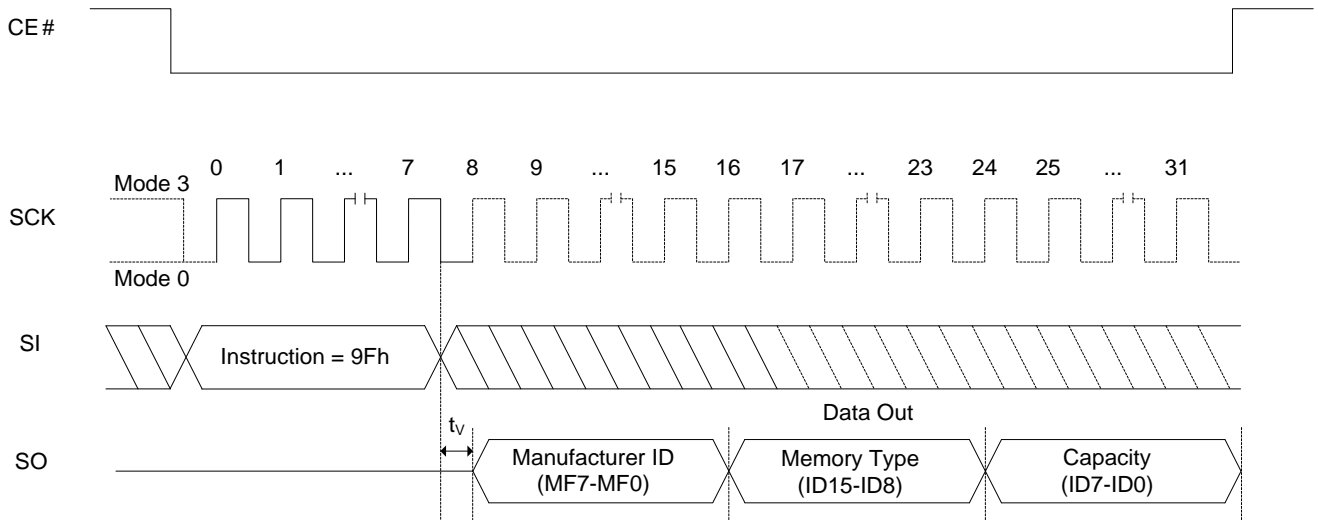 CE#
0 1 ... 7 8 9 ... 15 16 17 ... 23 24 25 ... 31
Mode 3
SCK
Mode 0
SI
Instruction = 9Fh
Data Out
tV
SO
Manufacturer ID
(MF7-MF0)
Memory Type
(ID15-ID8)
Capacity
(ID7-ID0)